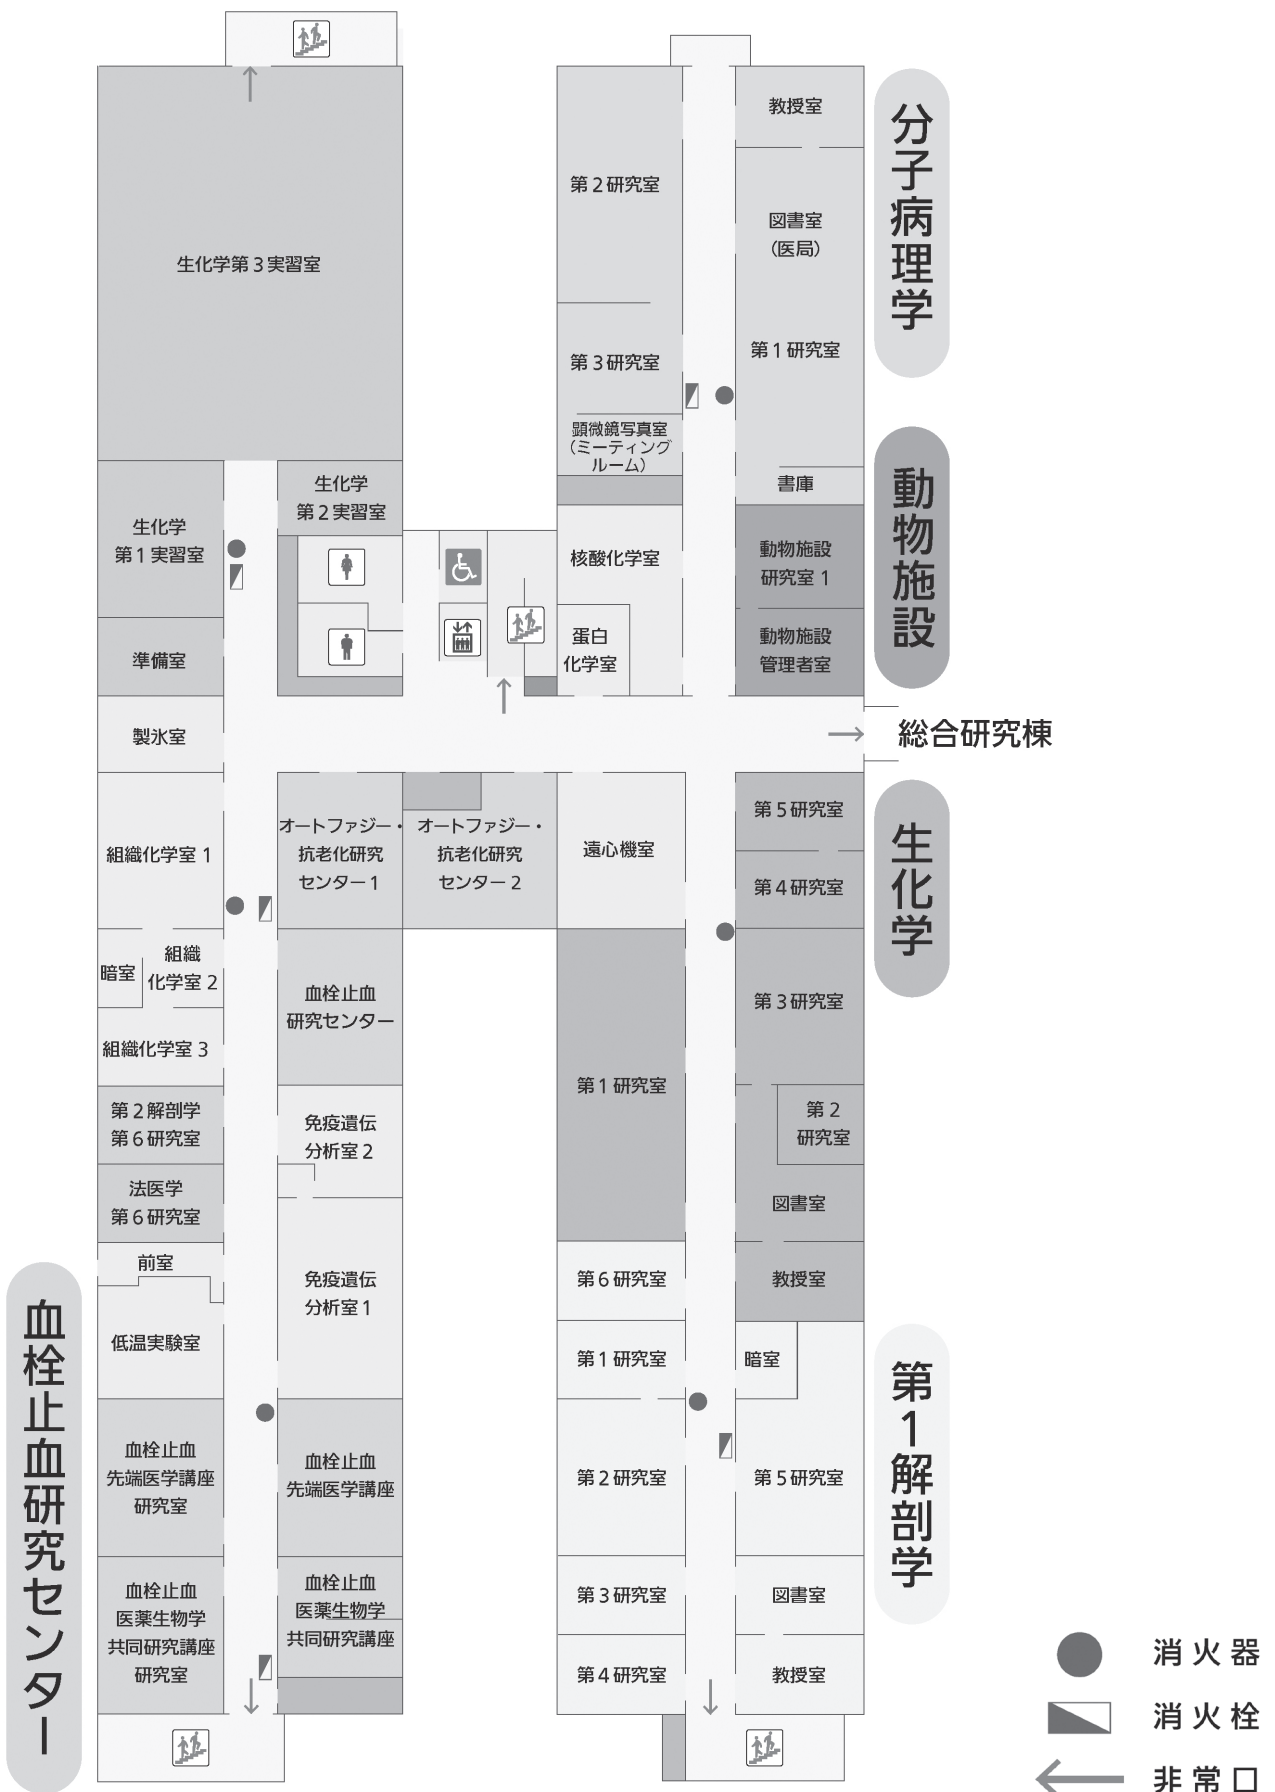 生化学第3実習室
生化学
第1実習室
生化学
第2実習室
準備室
製氷室
組織化学室1
オートファジー・
抗老化研究
センター1
オートファジー・
抗老化研究
センター2
遠心機室
暗室
組織
化学室2
組織化学室3
血栓止血
研究センター
第2解剖学
第6研究室
法医学
第6研究室
前室
低温実験室
免疫遺伝
分析室2
免疫遺伝
分析室1
血栓止血
先端医学講座
研究室
血栓止血
先端医学講座
血栓止血
医薬生物学
共同研究講座
研究室
血栓止血
医薬生物学
共同研究講座
血栓止血研究センター
第2研究室
第3研究室
顕微鏡写真室
(ミーティング
ルーム)
核酸化学室
蛋白
化学室
教授室
図書室
(医局)
第1研究室
書庫
動物施設
研究室1
動物施設
管理者室
分子病理学
動物施設
総合研究棟
第5研究室
第4研究室
第3研究室
第1研究室
第2
研究室
図書室
教授室
生化学
第6研究室
第1研究室
暗室
第2研究室
第5研究室
第3研究室
図書室
第4研究室
教授室
第1解剖学
消火器
消火栓
非常口